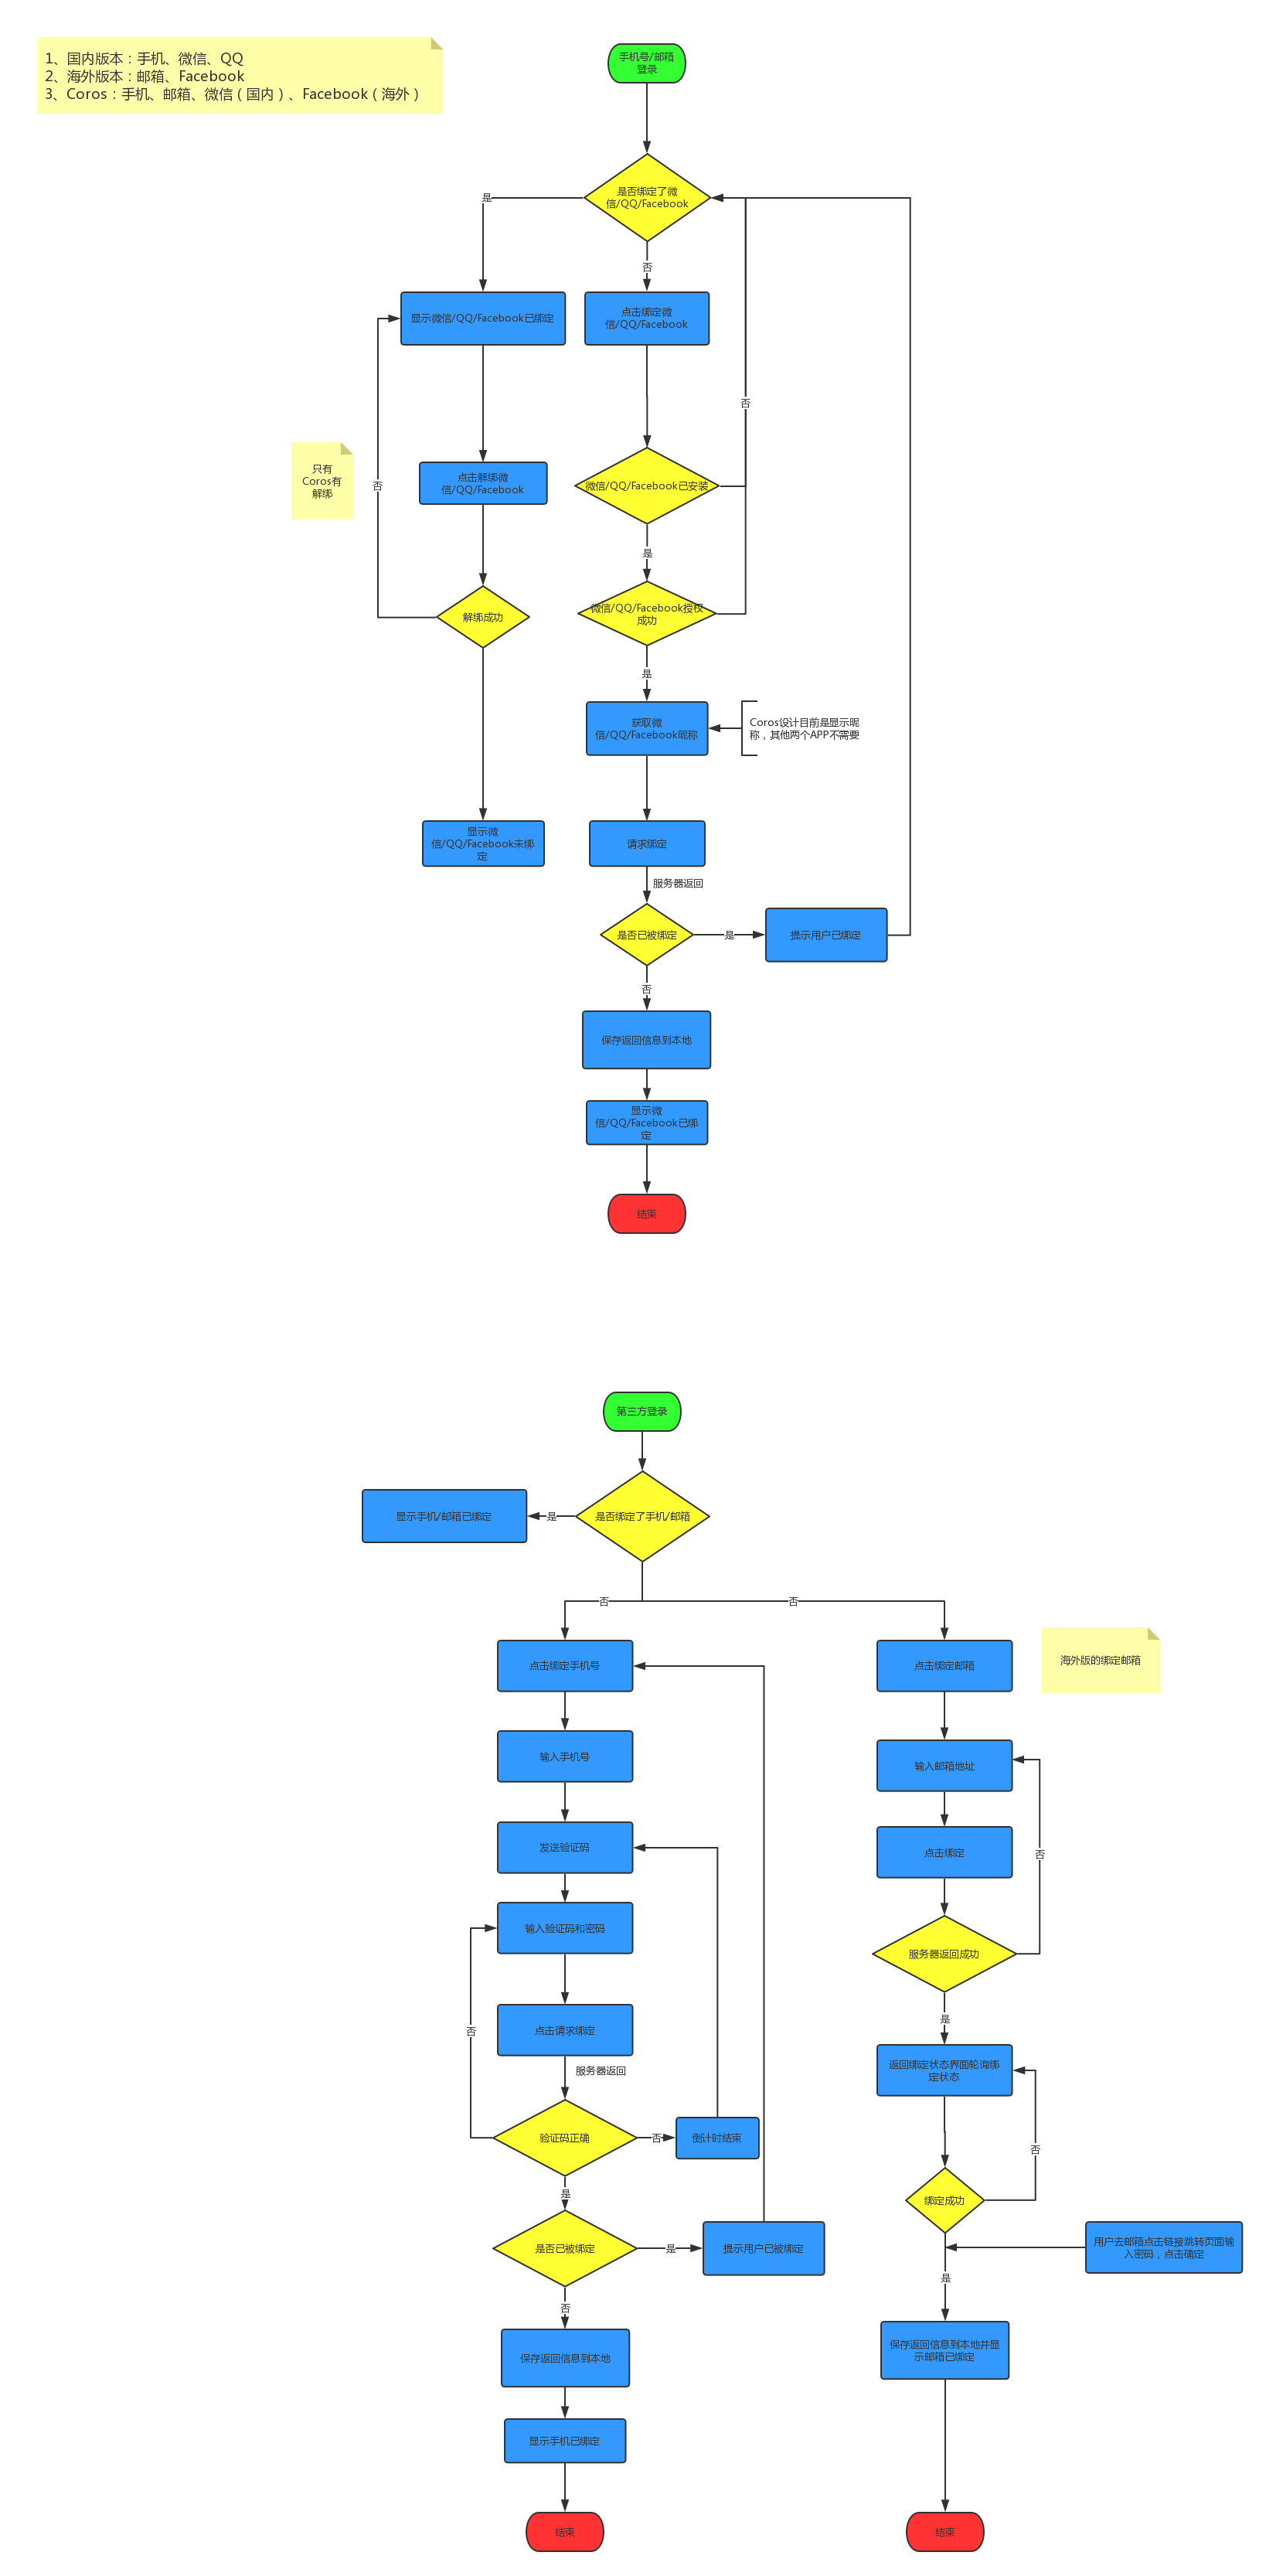 1、国内版本：手机、微信、QQ
2、海外版本：邮箱、Facebook
3、Coros：手机、邮箱、微信（国内）、Facebook（海外）
手机号/邮箱
登录
是否绑定了微
信/QQ/Facebook
是
否
显示微信/QQ/Facebook已绑定
点击绑定微
信/QQ/Facebook
否
只有
Coros有
解绑
否
点击解绑微
信/QQ/Facebook
微信/QQ/Facebook已安装
是
解绑成功
微信/QQ/Facebook授权
成功
是
获取微
信/QQ/Facebook昵称
Coros设计目前是显示昵
称，其他两个APP不需要
显示微
信/QQ/Facebook未绑
定
请求绑定
服务器返回
是否已被绑定
是
提示用户已绑定
否
保存返回信息到本地
显示微
信/QQ/Facebook已绑
定
结束
第三方登录
是否绑定了手机/邮箱
是
显示手机/邮箱已绑定
否
否
点击绑定手机号
点击绑定邮箱
海外版的绑定邮箱
输入手机号
输入邮箱地址
发送验证码
点击绑定
否
输入验证码和密码
服务器返回成功
是
点击请求绑定
否
服务器返回
返回绑定状态界面轮询绑
定状态
验证码正确
否
倒计时结束
否
是
绑定成功
是否已被绑定
是
提示用户已被绑定
用户去邮箱点击链接跳转页面输
入密码，点击确定
是
否
保存返回信息到本地
保存返回信息到本地并显
示邮箱已绑定
显示手机已绑定
结束
结束